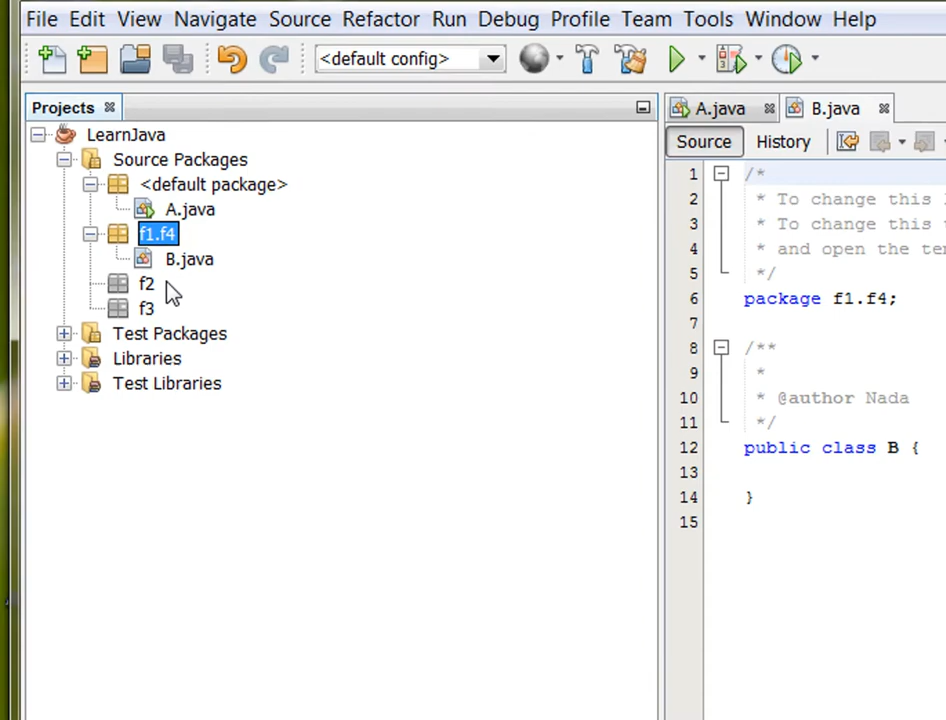 File Edit View Navigate Source Refactor Run Debug Profile Team Tools Window Help
<default config>
Projects
A.java B.java
LearnJava
Source History
Source Packages
<default package>
A.java
f1.f4
B.java
f2
f3
Test Packages
Libraries
Test Libraries
1 /*
2 * To change this
3 * To change this
4 * and open the
5 */
6 package f1.f4;
7
8 /**
9 *
10 * @author Nada
11 */
12 public class B {
13
14 }
15